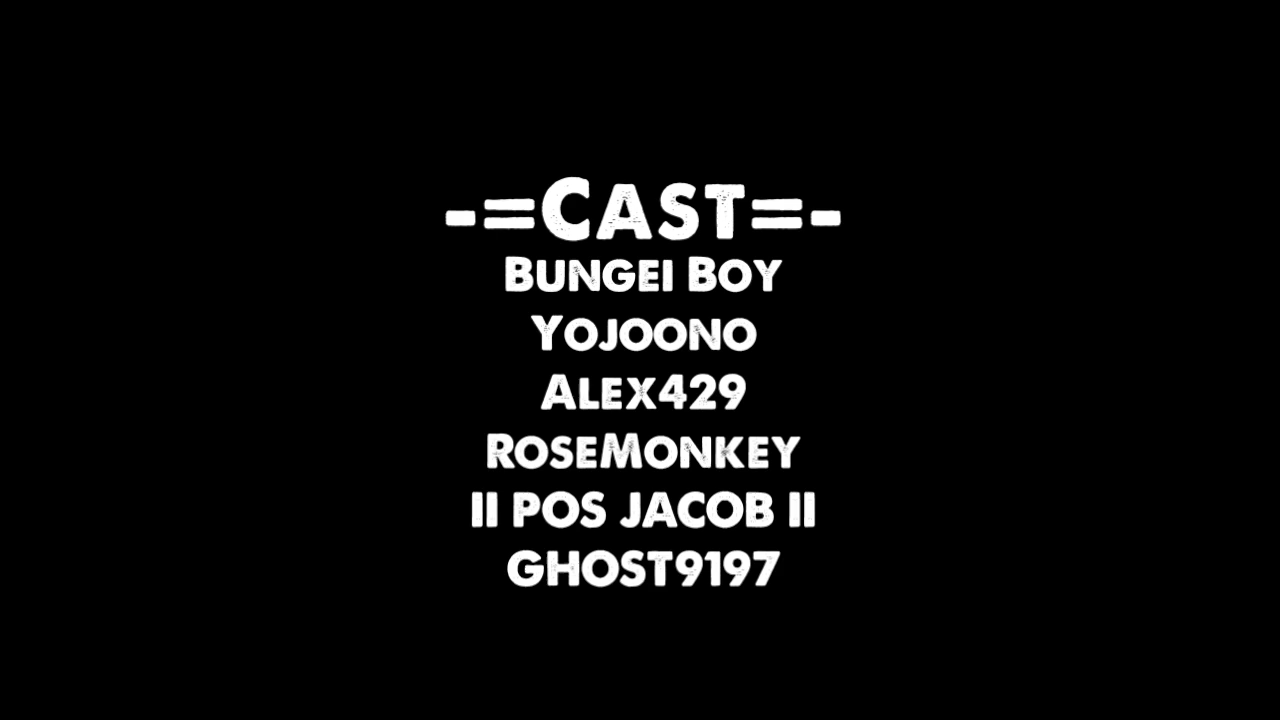 -=Cast=-
Bungei Boy
Yojoono
Alex429
RoseMonkey
II POS JACOB II
GHOST9197